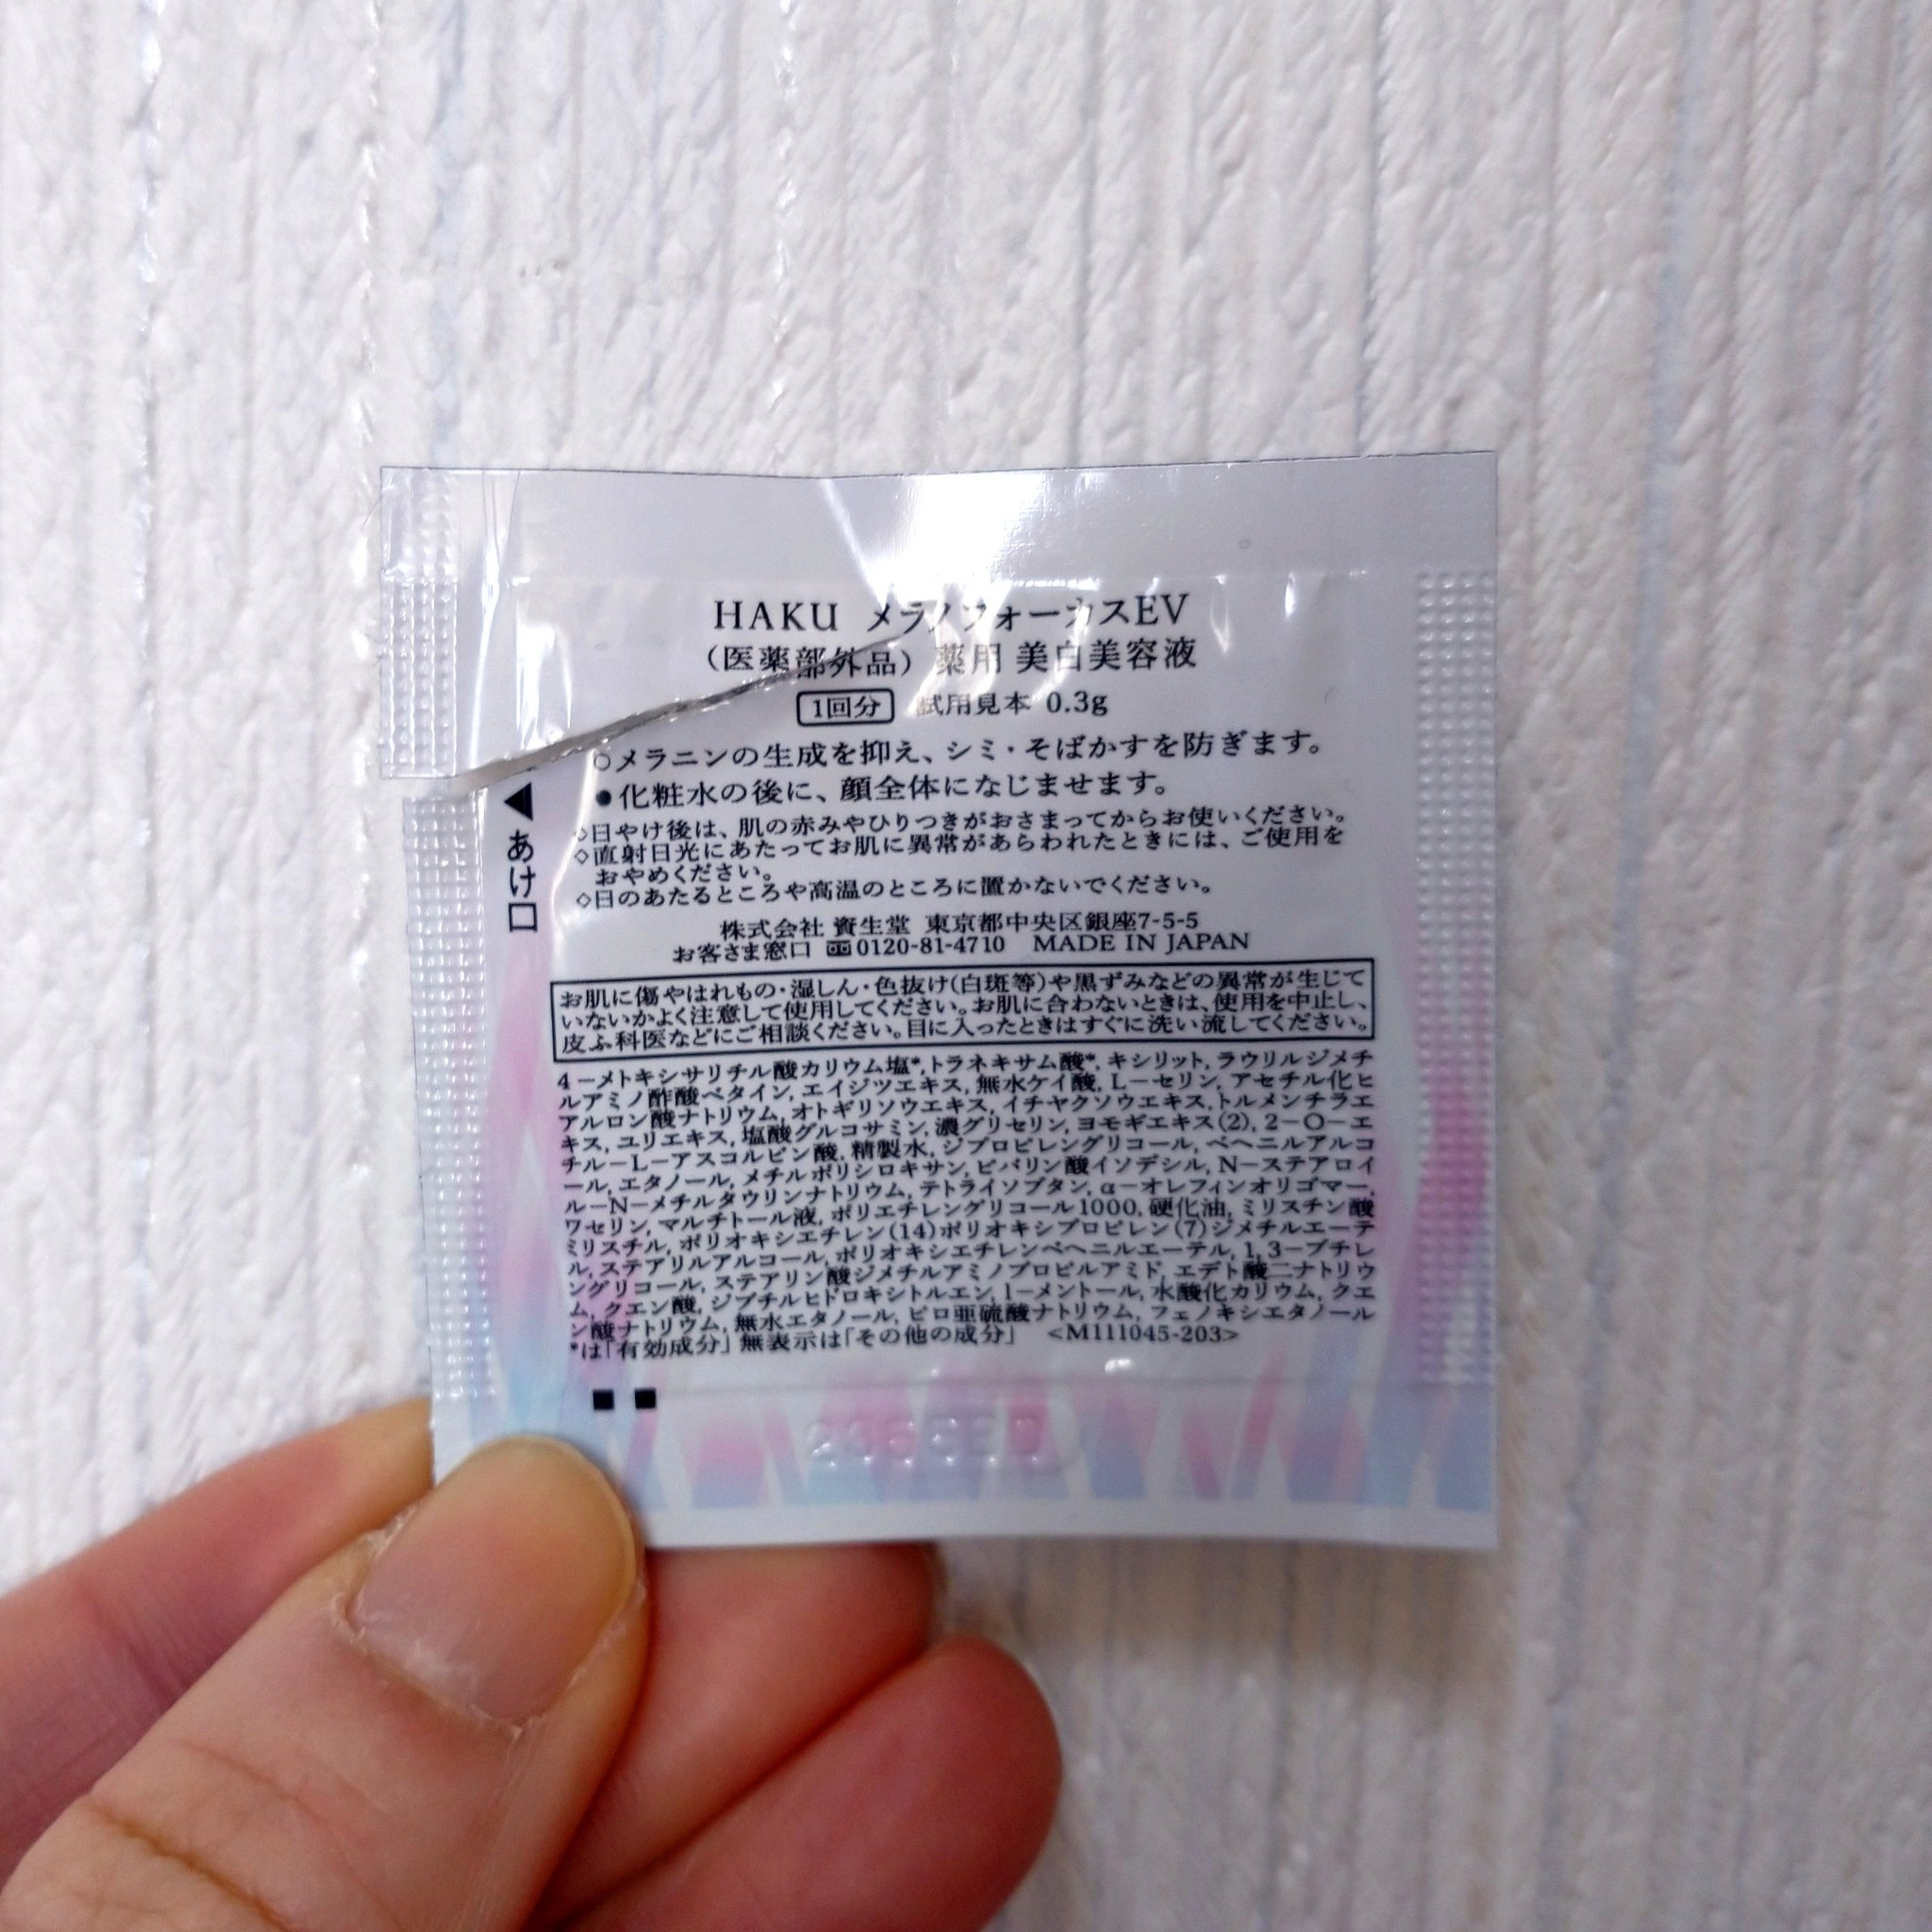 HAKU メラノフォーカスEV
(医薬部外品) 薬用 美白美容液
1回分 試用見本 0.3g
○メラニンの生成を抑え、シミ・そばかすを防ぎます。
●化粧水の後に、顔全体になじませます。
◀あけ口
◇日やけ後は、肌の赤みやひりつきがおさまってからお使いください。
◇直射日光にあたってお肌に異常があらわれたときには、ご使用を
おやめください。
◇日のあたるところや高温のところに置かないでください。
株式会社 資生堂 東京都中央区銀座7-5-5
お客さま窓口 0120-81-4710 MADE IN JAPAN
お肌に傷やはれもの・湿しん・色抜け(白斑等)や黒ずみなどの異常が生じて
いないかよく注意して使用してください。お肌に合わないときは、使用を中止し、
皮ふ科医などにご相談ください。目に入ったときはすぐに洗い流してください。
4-メトキシサリチル酸カリウム塩*, トラネキサム酸*, キシリット, ラウリルジメチ
ルアミノ酢酸ベタイン, エイジツエキス, 無水ケイ酸, L-セリン, アセチル化ヒ
アルロン酸ナトリウム, オトギリソウエキス, イチヤクソウエキス, トルメンチラエ
キス, ユリエキス, 塩酸グルコサミン, 濃グリセリン, ヨモギエキス(2), 2-O-エ
チル-L-アスコルビン酸, 精製水, ジプロピレングリコール, ベヘニルアルコ
ール, エタノール, メチルポリシロキサン, ピバリン酸イソデシル, N-ステアロイ
ル-N-メチルタウリンナトリウム, テトライソブタン, α-オレフィンオリゴマー,
ワセリン, マルチトール液, ポリエチレングリコール1000, 硬化油, ミリスチン酸
ミリスチル, ポリオキシエチレン(14)ポリオキシプロピレン(7)ジメチルエーテ
ル, ステアリルアルコール, ポリオキシエチレンベヘニルエーテル, 1, 3-ブチレ
ングリコール, ステアリン酸ジメチルアミノプロピルアミド, エデト酸二ナトリウ
ム, クエン酸, ジブチルヒドロキシトルエン, l-メントール, 水酸化カリウム, クエ
ン酸ナトリウム, 無水エタノール, ピロ亜硫酸ナトリウム, フェノキシエタノール
*は「有効成分」無表示は「その他の成分」 <M111045-203>